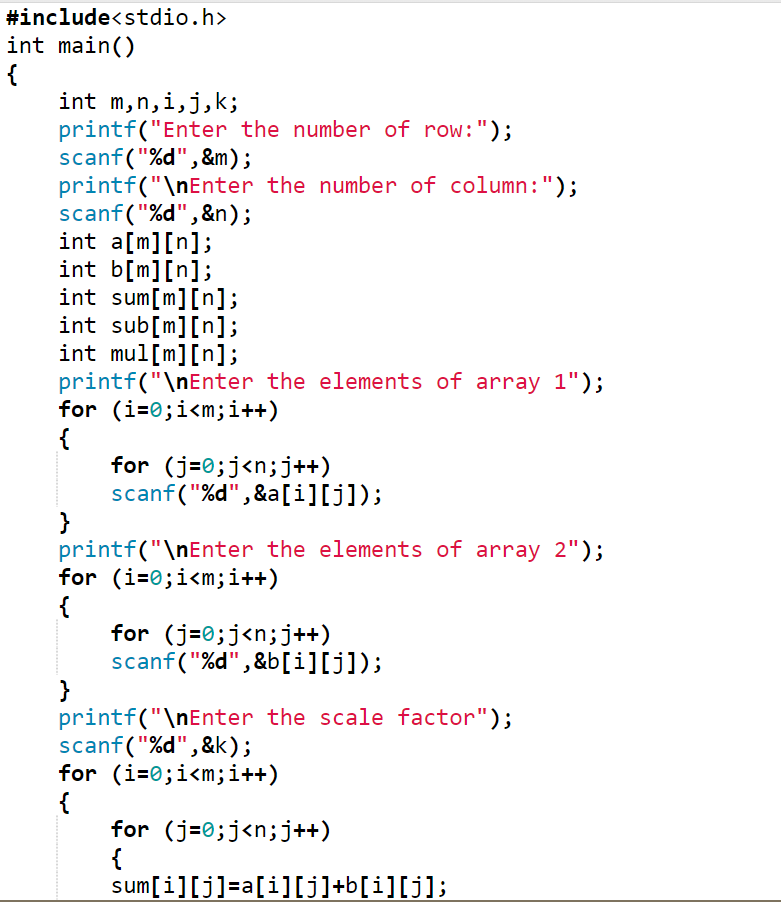 #include<stdio.h>
int main()
{
    int m,n,i,j,k;
    printf("Enter the number of row:");
    scanf("%d",&m);
    printf("\nEnter the number of column:");
    scanf("%d",&n);
    int a[m][n];
    int b[m][n];
    int sum[m][n];
    int sub[m][n];
    int mul[m][n];
    printf("\nEnter the elements of array 1");
    for (i=0;i<m;i++)
    {
        for (j=0;j<n;j++)
        scanf("%d",&a[i][j]);
    }
    printf("\nEnter the elements of array 2");
    for (i=0;i<m;i++)
    {
        for (j=0;j<n;j++)
        scanf("%d",&b[i][j]);
    }
    printf("\nEnter the scale factor");
    scanf("%d",&k);
    for (i=0;i<m;i++)
    {
        for (j=0;j<n;j++)
        {
        sum[i][j]=a[i][j]+b[i][j];